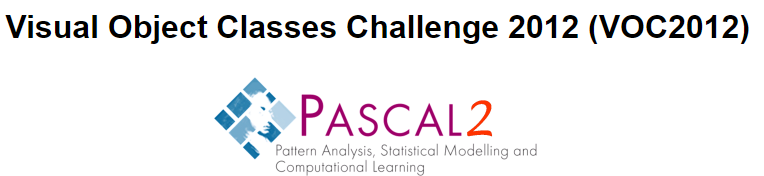 Visual Object Classes Challenge 2012 (VOC2012)
PASCAL2
Pattern Analysis, Statistical Modelling and
Computational Learning